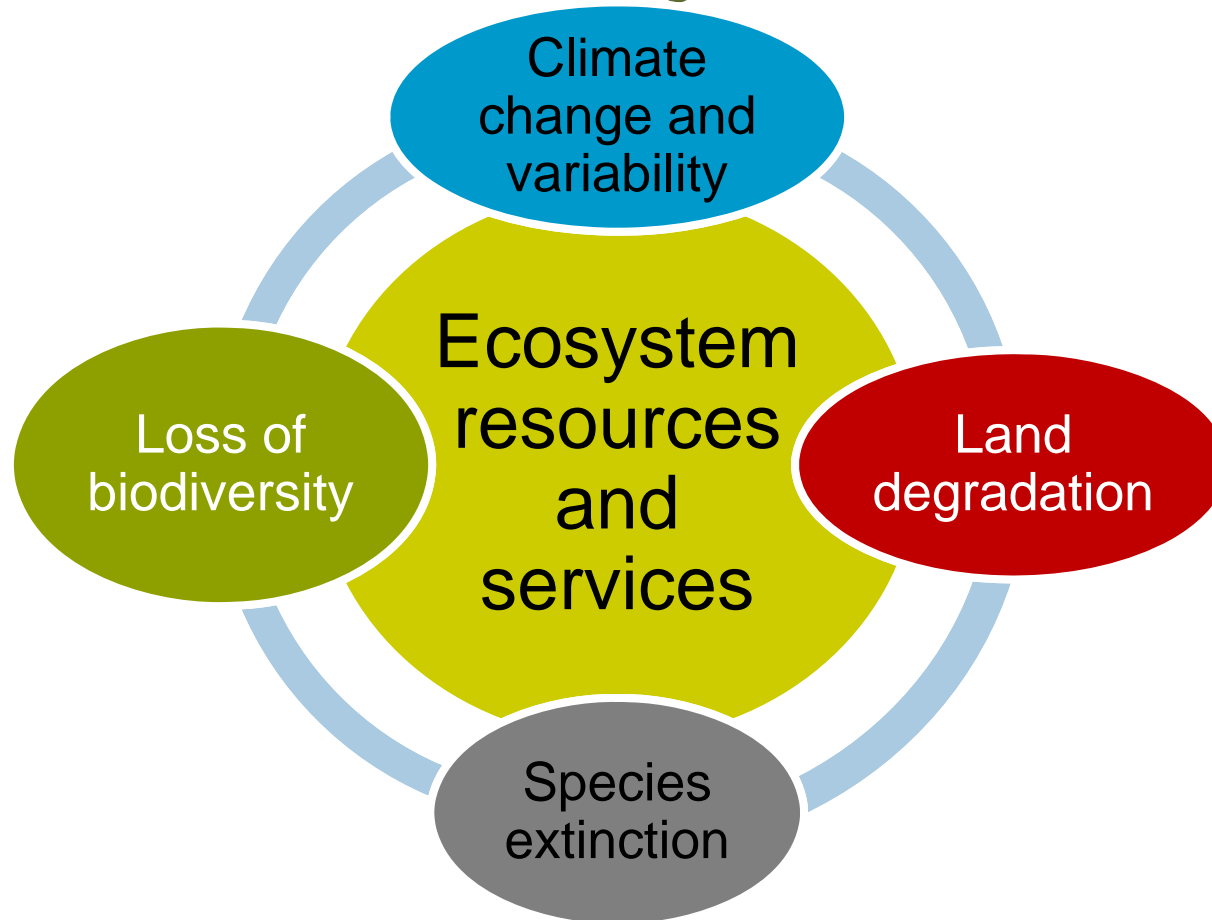 Climate
change and
variability
Ecosystem
resources
and
services
Loss of
biodiversity
Land
degradation
Species
extinction